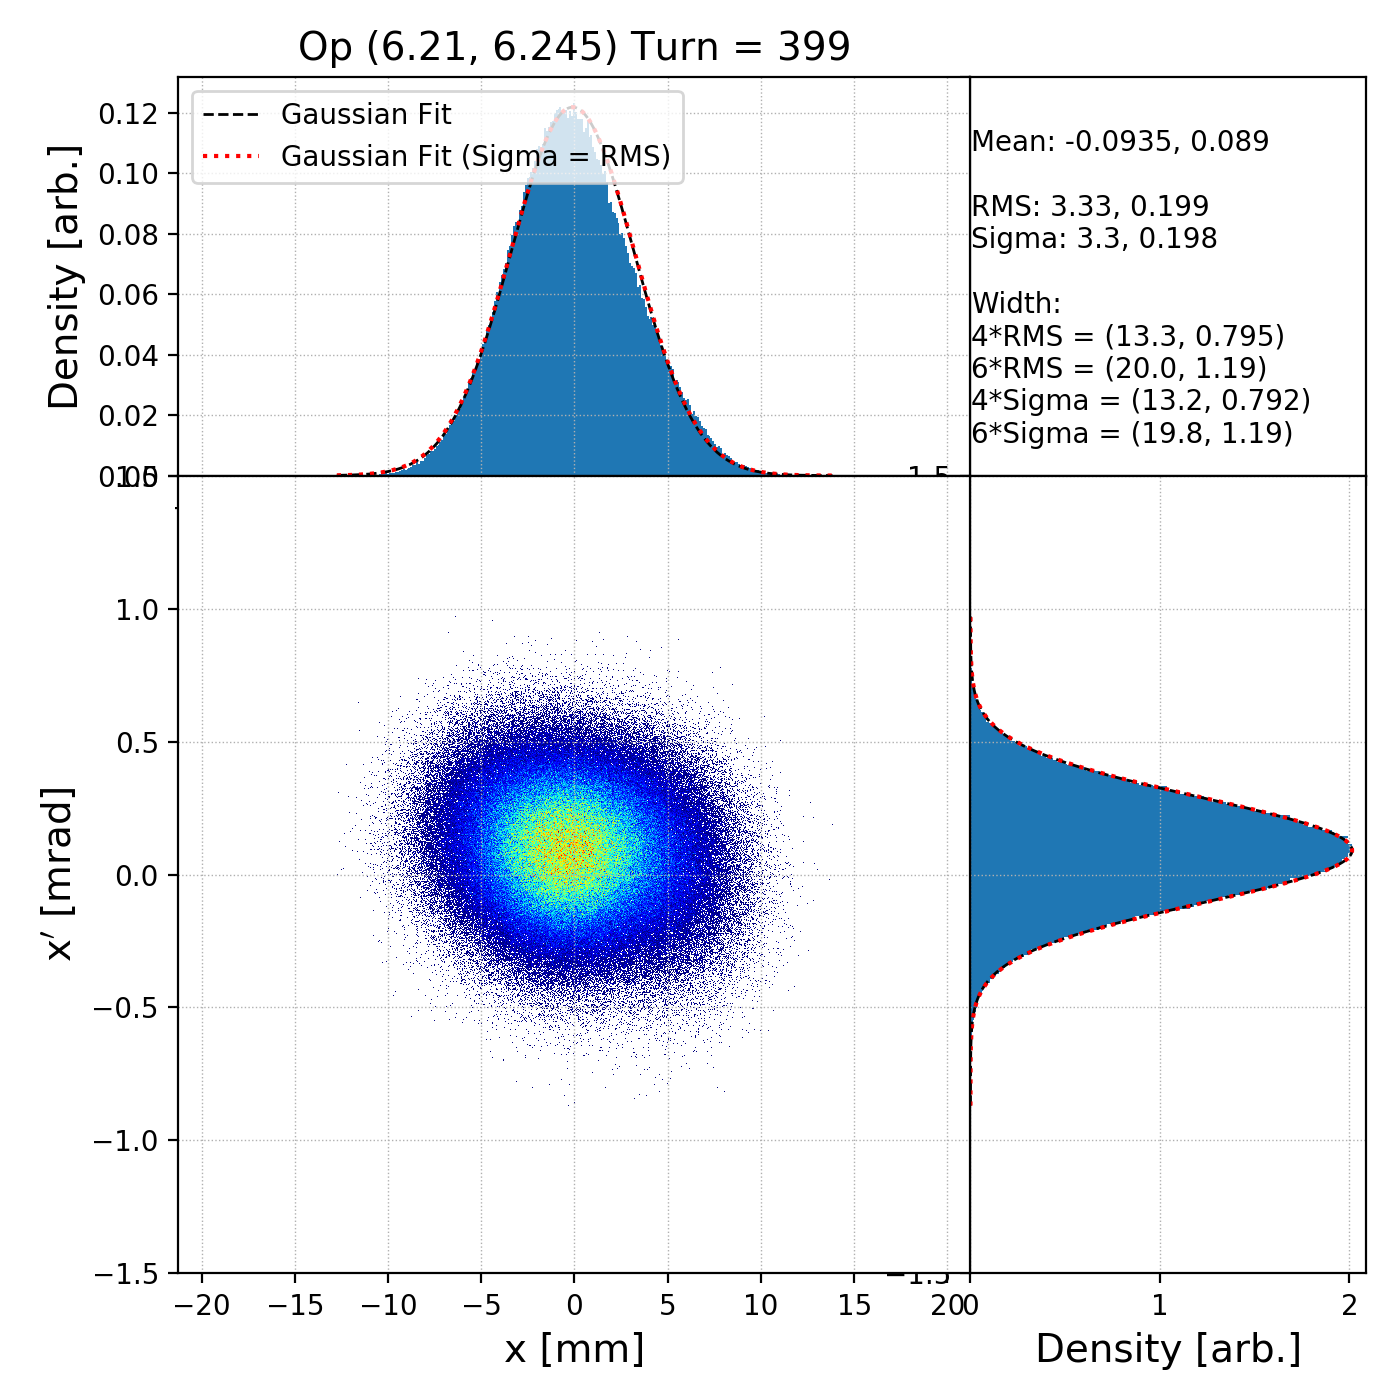 Op (6.21, 6.245) Turn = 399
Gaussian Fit
Gaussian Fit (Sigma = RMS)
Density [arb.]
0.12
0.10
0.08
0.06
0.04
0.02
Mean: -0.0935, 0.089
RMS: 3.33, 0.199
Sigma: 3.3, 0.198
Width:
4*RMS = (13.3, 0.795)
6*RMS = (20.0, 1.19)
4*Sigma = (13.2, 0.792)
6*Sigma = (19.8, 1.19)
x′ [mrad]
1.0
0.5
0.0
−0.5
−1.0
−1.5
−20 −15 −10 −5 0 5 10 15 20
x [mm]
0 1 2
Density [arb.]